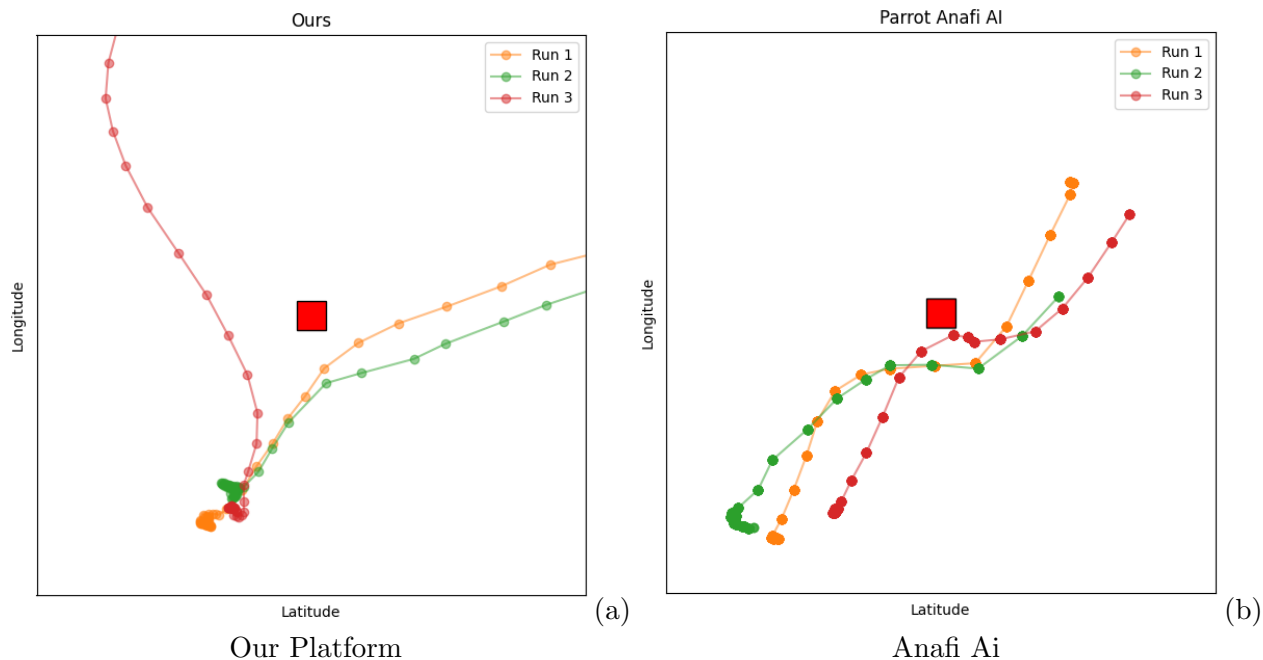 Ours
Run 1
Run 2
Run 3
Longitude
Latitude
(a)
Our Platform
Parrot Anafi AI
Run 1
Run 2
Run 3
Longitude
Latitude
(b)
Anafi Ai